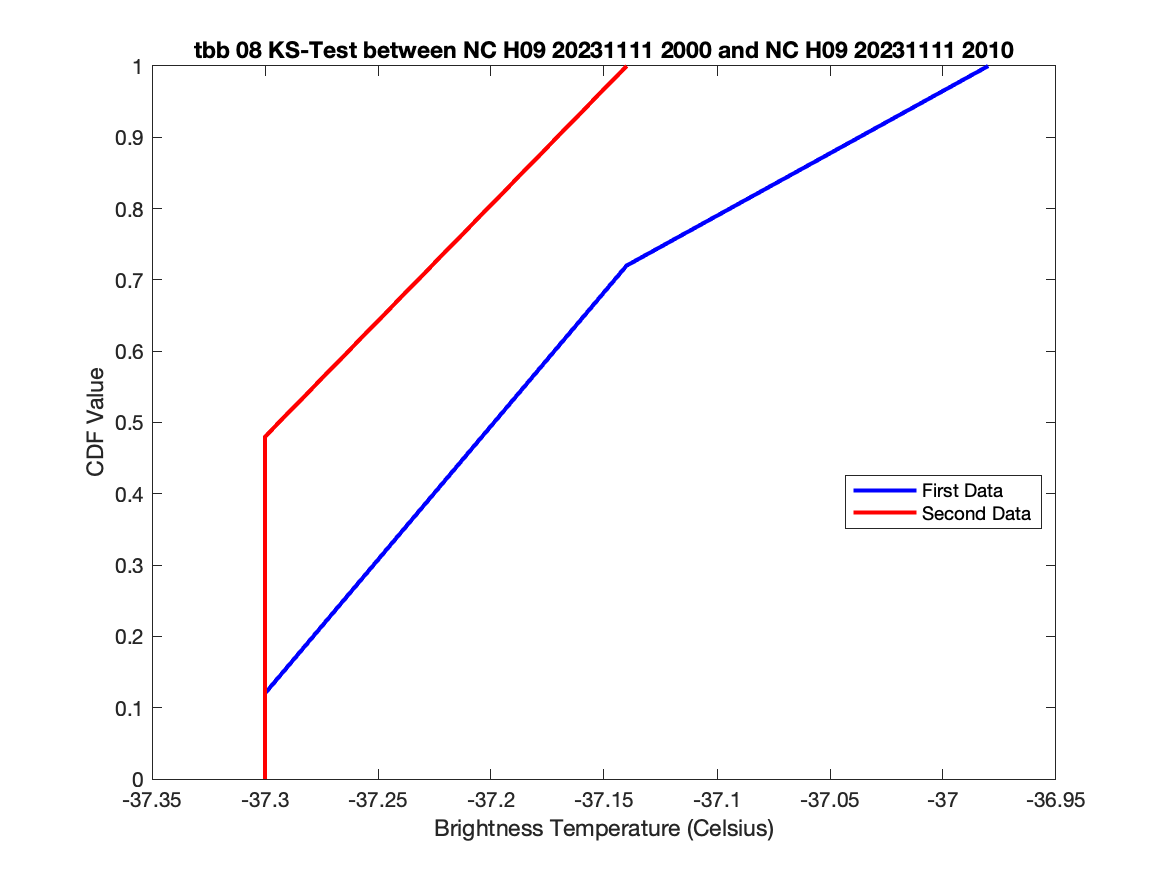 tbb 08 KS-Test between NC H09 20231111 2000 and NC H09 20231111 2010
1
0.9
0.8
0.7
0.6
0.5
0.4
0.3
0.2
0.1
0
CDF Value
First Data
Second Data
-37.35 -37.3 -37.25 -37.2 -37.15 -37.1 -37.05 -37 -36.95
Brightness Temperature (Celsius)